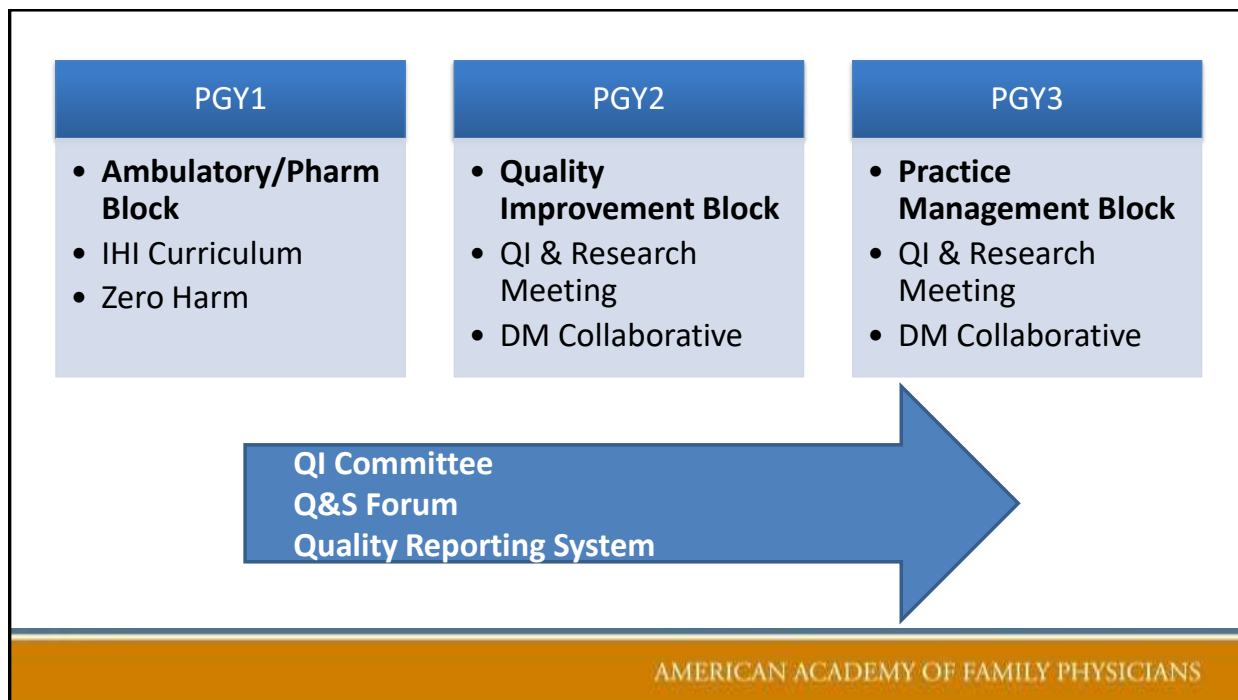 PGY1
• Ambulatory/Pharm
Block
• IHI Curriculum
• Zero Harm
PGY2
• Quality
Improvement Block
• QI & Research
Meeting
• DM Collaborative
PGY3
• Practice
Management Block
• QI & Research
Meeting
• DM Collaborative
QI Committee
Q&S Forum
Quality Reporting System
AMERICAN ACADEMY OF FAMILY PHYSICIANS